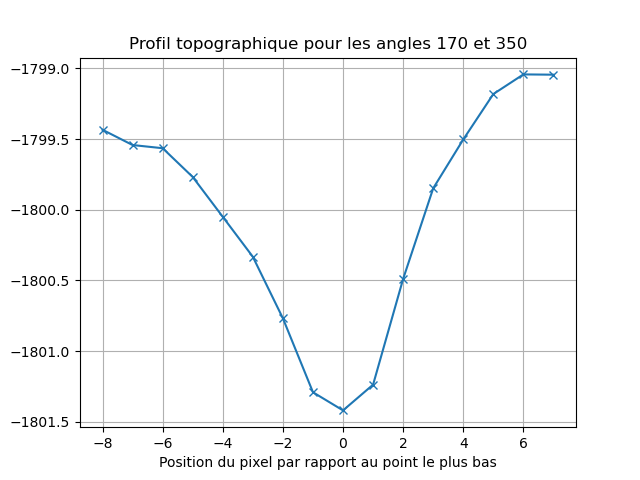 Profil topographique pour les angles 170 et 350
−1799.0
−1799.5
−1800.0
−1800.5
−1801.0
−1801.5
−8 −6 −4 −2 0 2 4 6
Position du pixel par rapport au point le plus bas